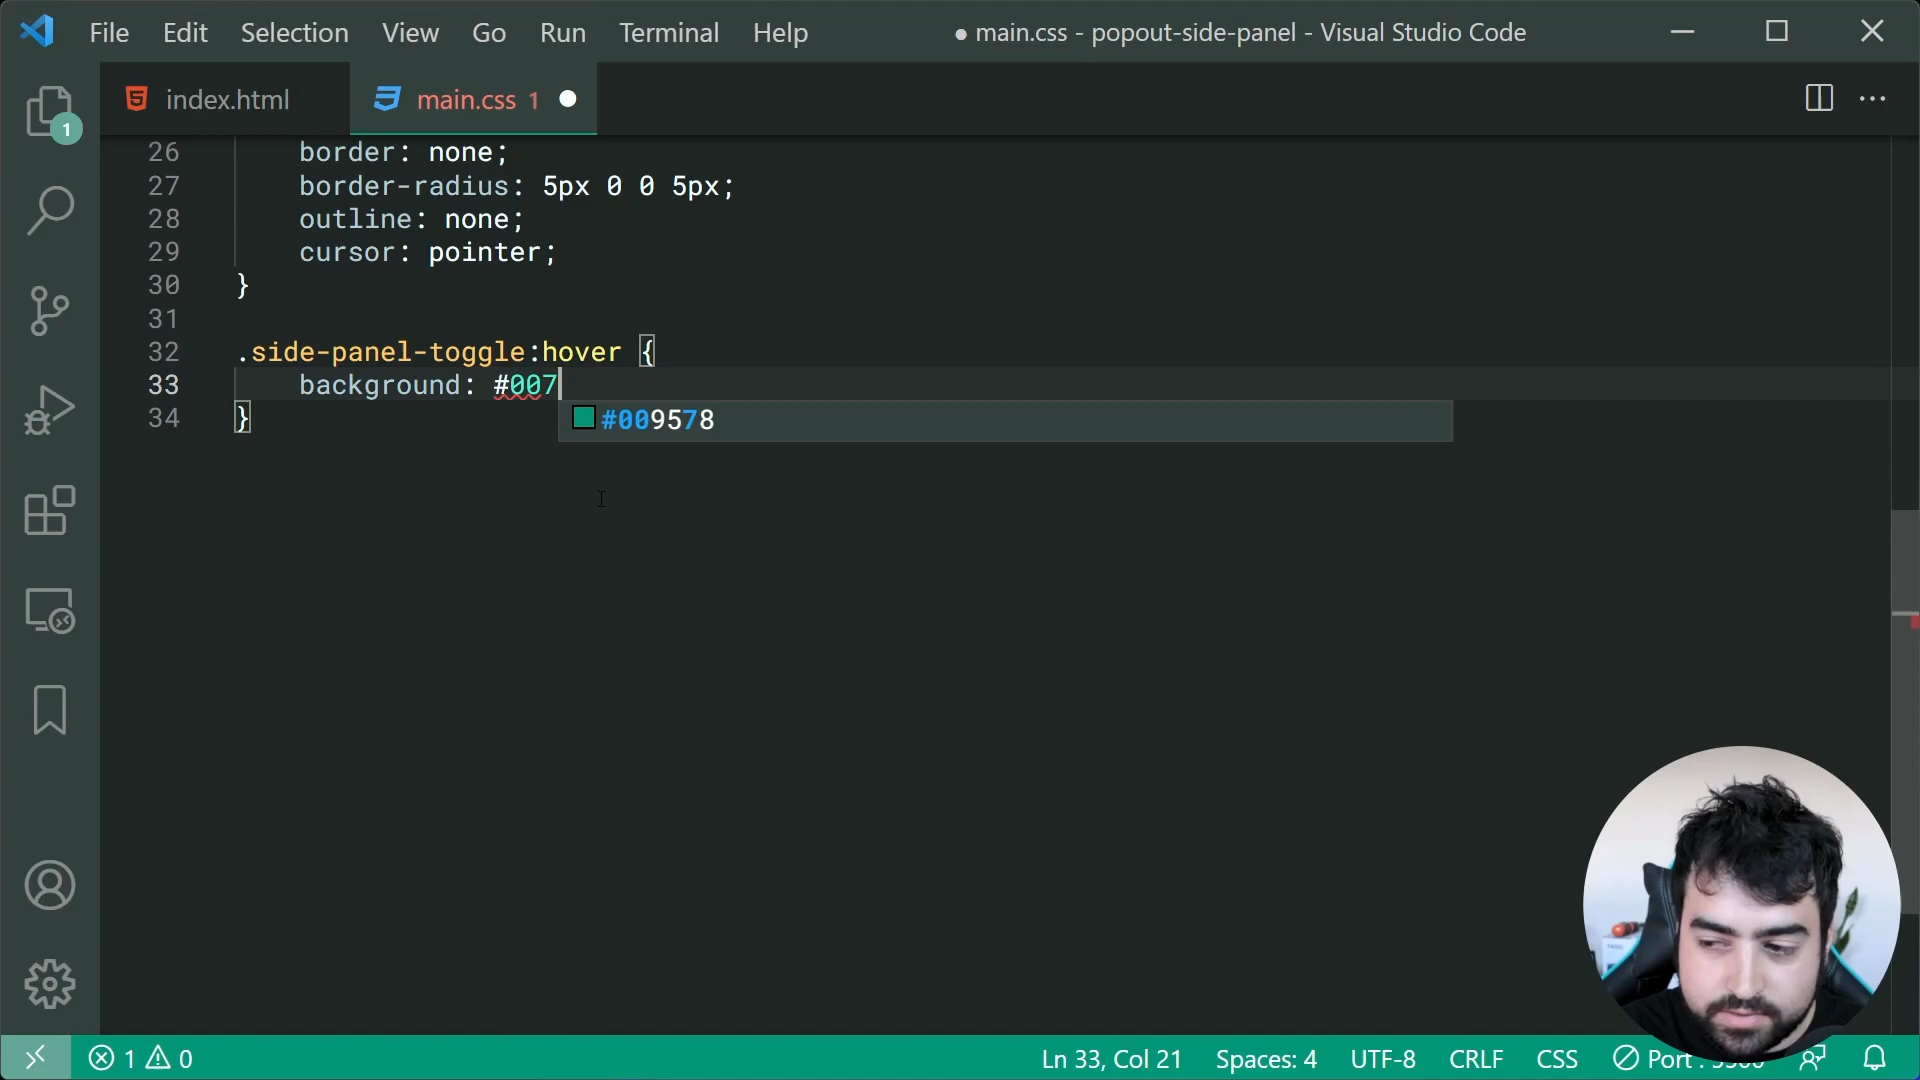 File Edit Selection View Go Run Terminal Help ● main.css - popout-side-panel - Visual Studio Code
index.html main.css 1
1
26 border: none;
27 border-radius: 5px 0 0 5px;
28 outline: none;
29 cursor: pointer;
30 }
31
32 .side-panel-toggle:hover {
33 background: #007
#009578
34 }
1 0 Ln 33, Col 21 Spaces: 4 UTF-8 CRLF CSS Port :